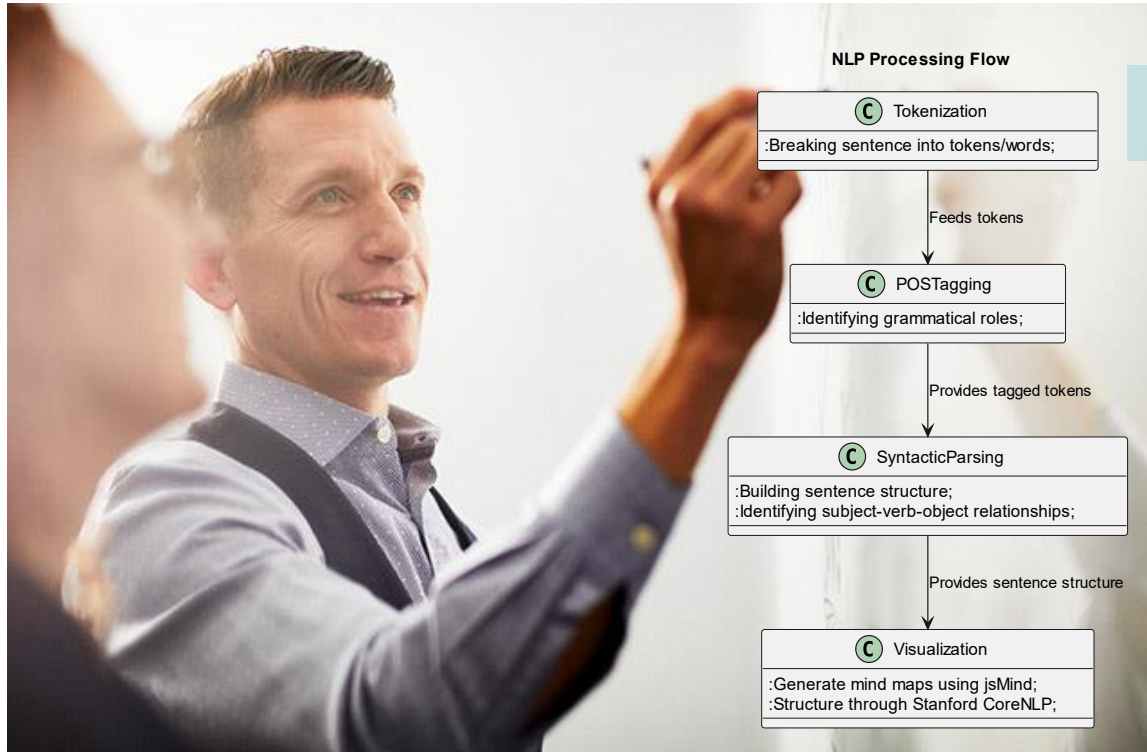 NLP Processing Flow
C Tokenization
:Breaking sentence into tokens/words;
Feeds tokens
C POSTagging
:Identifying grammatical roles;
Provides tagged tokens
C SyntacticParsing
:Building sentence structure;
:Identifying subject-verb-object relationships;
Provides sentence structure
C Visualization
:Generate mind maps using jsMind;
:Structure through Stanford CoreNLP;